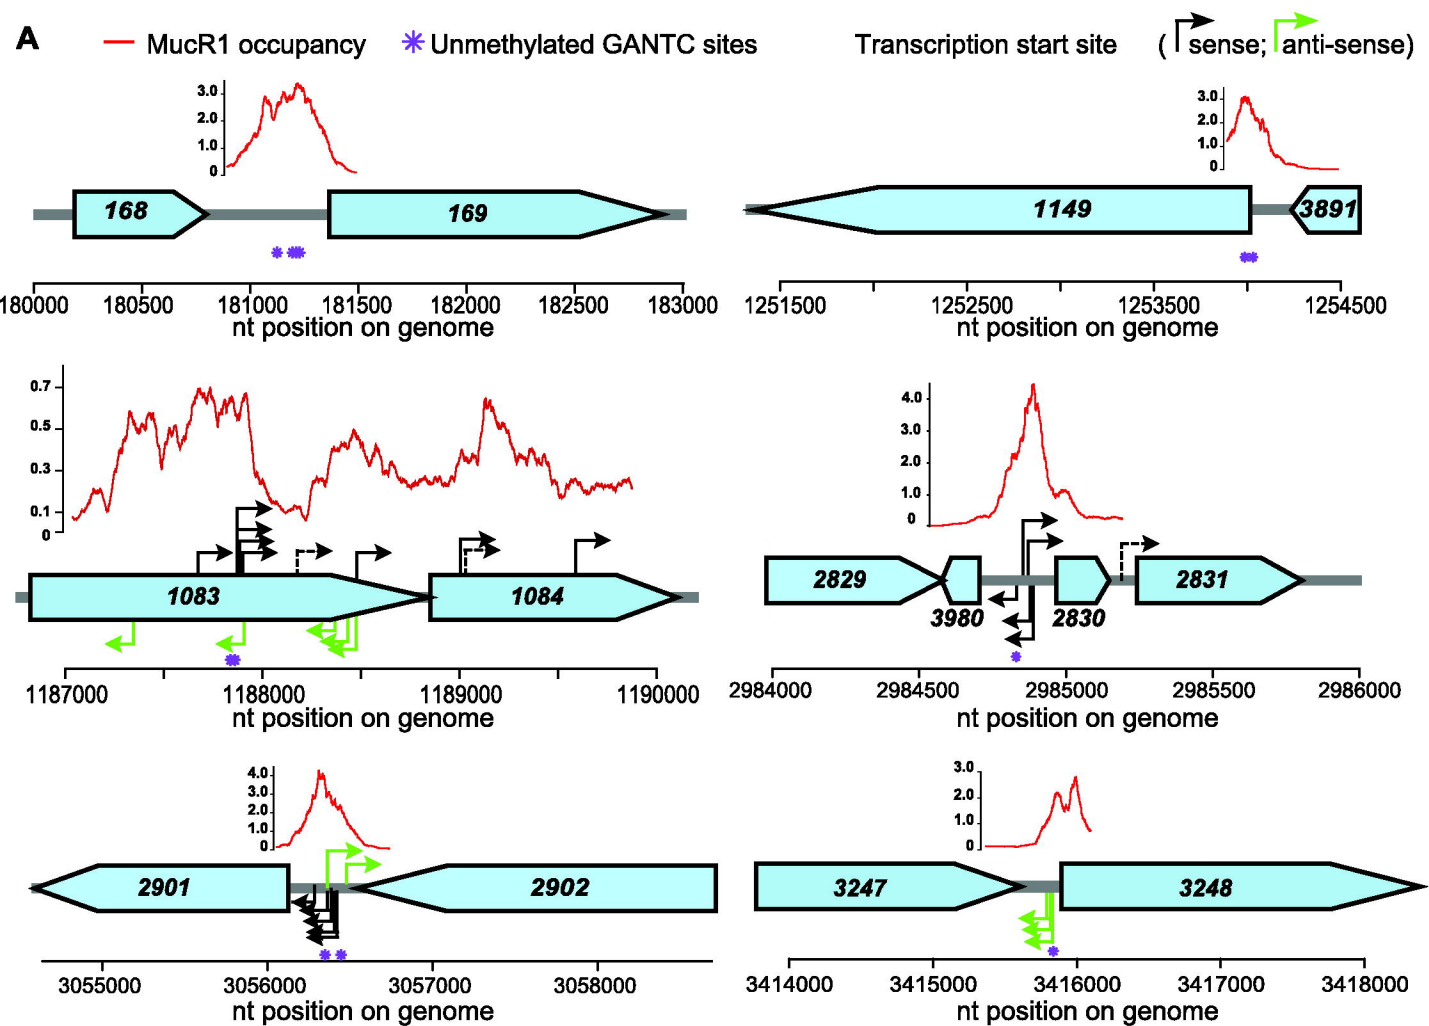 A MucR1 occupancy Unmethylated GANTC sites Transcription start site ( sense; anti-sense)
3.0
2.0
1.0
0
168 169
180000 180500 181000 181500 182000 182500 183000
nt position on genome
3.0
2.0
1.0
0
1149 3891
1251500 1252500 1253500 1254500
nt position on genome
0.7
0.5
0.3
0.1
0
1083 1084
1187000 1188000 1189000 1190000
nt position on genome
4.0
3.0
2.0
1.0
0
2829 3980 2830 2831
2984000 2984500 2985000 2985500 2986000
nt position on genome
4.0
3.0
2.0
1.0
0
2901 2902
3055000 3056000 3057000 3058000
nt position on genome
3.0
2.0
1.0
0
3247 3248
3414000 3415000 3416000 3417000 3418000
nt position on genome